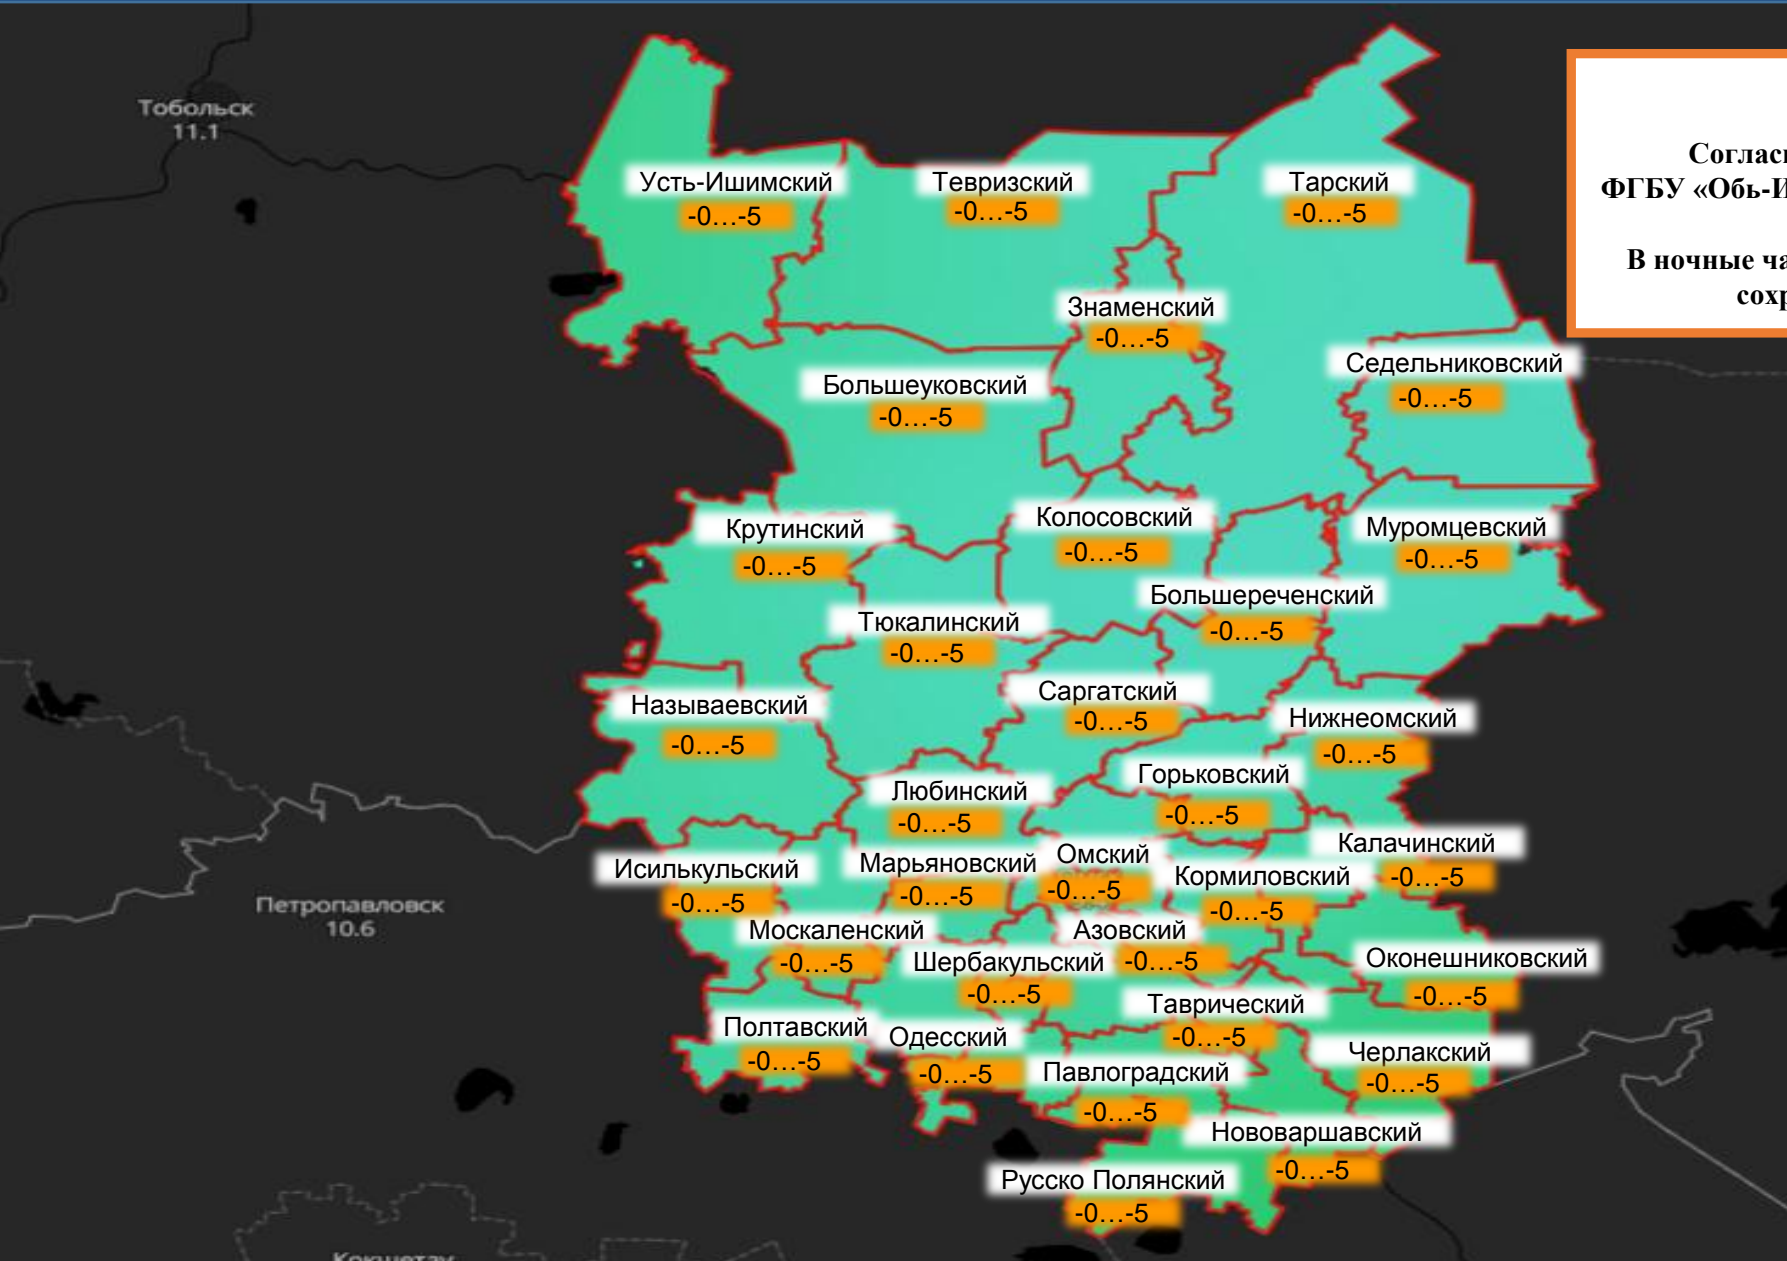 Тобольск
11.1
Усть-Ишимский
-0…-5
Тевризский
-0…-5
Тарский
-0…-5
ФГБУ
В ночные
Знаменский
-0…-5
Седельниковский
-0…-5
Большеуковский
-0…-5
Крутинский
-0…-5
Колосовский
-0…-5
Муромцевский
-0…-5
Большереченский
-0…-5
Тюкалинский
-0…-5
Саргатский
-0…-5
Называевский
-0…-5
Нижнеомский
-0…-5
Горьковский
-0…-5
Любинский
-0…-5
Калачинский
-0…-5
Исилькульский
-0…-5
Марьяновский
-0…-5
Омский
-0…-5
Кормиловский
-0…-5
Петропавловск
10.6
Москаленский
-0…-5
Азовский
-0…-5
Шербакульский
-0…-5
Оконешниковский
-0…-5
Таврический
-0…-5
Полтавский
-0…-5
Одесский
-0…-5
Черлакский
-0…-5
Павлоградский
-0…-5
Нововаршавский
-0…-5
Русско Полянский
-0…-5